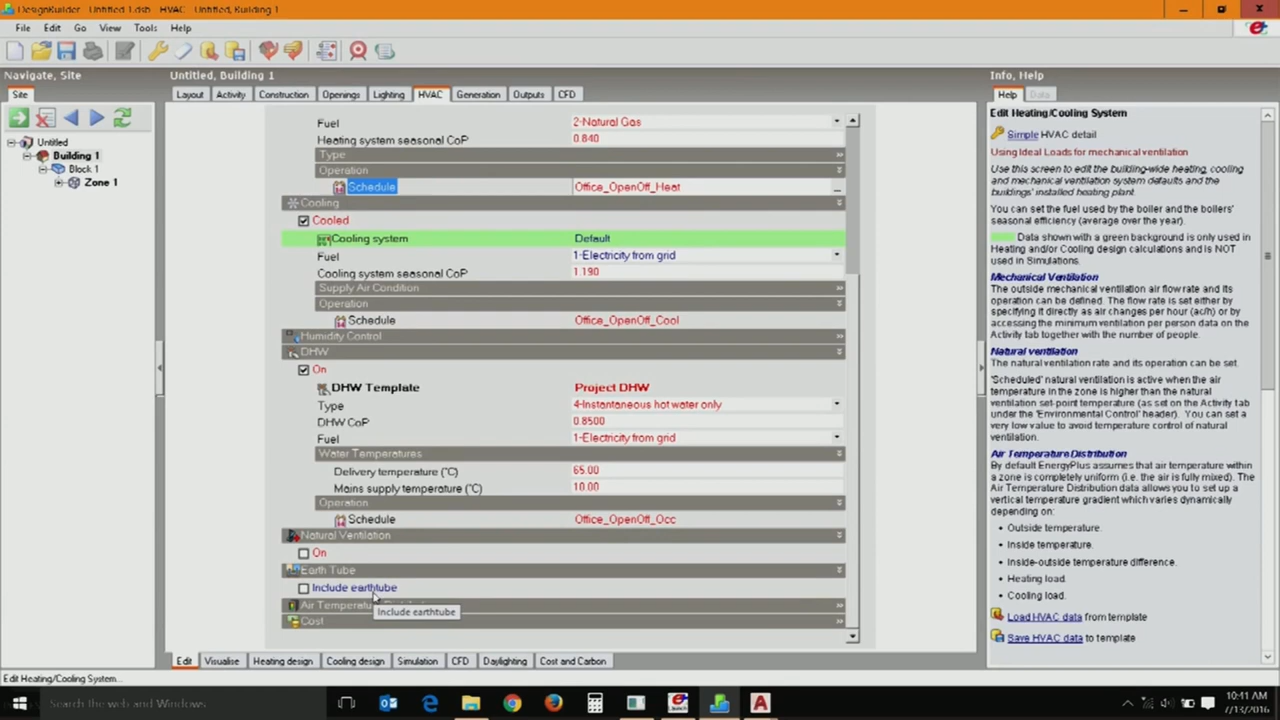 DesignBuilder - Untitled 1.dsb - HVAC - Untitled, Building 1
File Edit Go View Tools Help
Navigate, Site
Site
Untitled
Building 1
Block 1
Zone 1
Untitled, Building 1
Layout Activity Construction Openings Lighting HVAC Generation Outputs CFD
Fuel 2-Natural Gas
Heating system seasonal CoP 0.840
Type
Operation
Schedule Office_OpenOff_Heat
Cooling
Cooled
Cooling system Default
Fuel 1-Electricity from grid
Cooling system seasonal CoP 1.190
Supply Air Condition
Operation
Schedule Office_OpenOff_Cool
Humidity Control
DHW
On
DHW Template Project DHW
Type 4-Instantaneous hot water only
DHW CoP 0.8500
Fuel 1-Electricity from grid
Water Temperatures
Delivery temperature (°C) 65.00
Mains supply temperature (°C) 10.00
Operation
Schedule Office_OpenOff_Occ
Natural Ventilation
On
Earth Tube
Include earthtube
Air Temperature
Include earthtube
Cost
Edit Visualise Heating design Cooling design Simulation CFD Daylighting Cost and Carbon
Info, Help
Help Data
Edit Heating/Cooling System
Simple HVAC detail
Using Ideal Loads for mechanical ventilation
Use this screen to edit the building-wide heating, cooling
and mechanical ventilation system defaults and the
buildings' installed heating plant.
You can set the fuel used by the boiler and the boilers'
seasonal efficiency (average over the year).
Data shown with a green background is only used in
Heating and/or Cooling design calculations and is NOT
used in Simulations.
Mechanical Ventilation
The outside mechanical ventilation air flow rate and its
operation can be defined. The flow rate is set either by
specifying it directly as air changes per hour (ac/h) or by
accessing the minimum ventilation per person data on the
Activity tab together with the number of people.
Natural ventilation
The natural ventilation rate and its operation can be set.
'Scheduled' natural ventilation is active when the air
temperature in the zone is higher than the natural
ventilation set-point temperature (as set on the Activity tab
under the 'Environmental Control' header). You can set a
very low value to avoid temperature control of natural
ventilation.
Air Temperature Distribution
By default EnergyPlus assumes that air temperature within
a zone is completely uniform (i.e. the air is fully mixed). The
Air Temperature Distribution data allows you to set up a
vertical temperature gradient which varies dynamically
depending on:
• Outside temperature.
• Inside temperature.
• Inside-outside temperature difference.
• Heating load.
• Cooling load.
Load HVAC data from template
Save HVAC data to template
Edit Heating/Cooling System...
Search the web and Windows
10:41 AM
7/13/2016